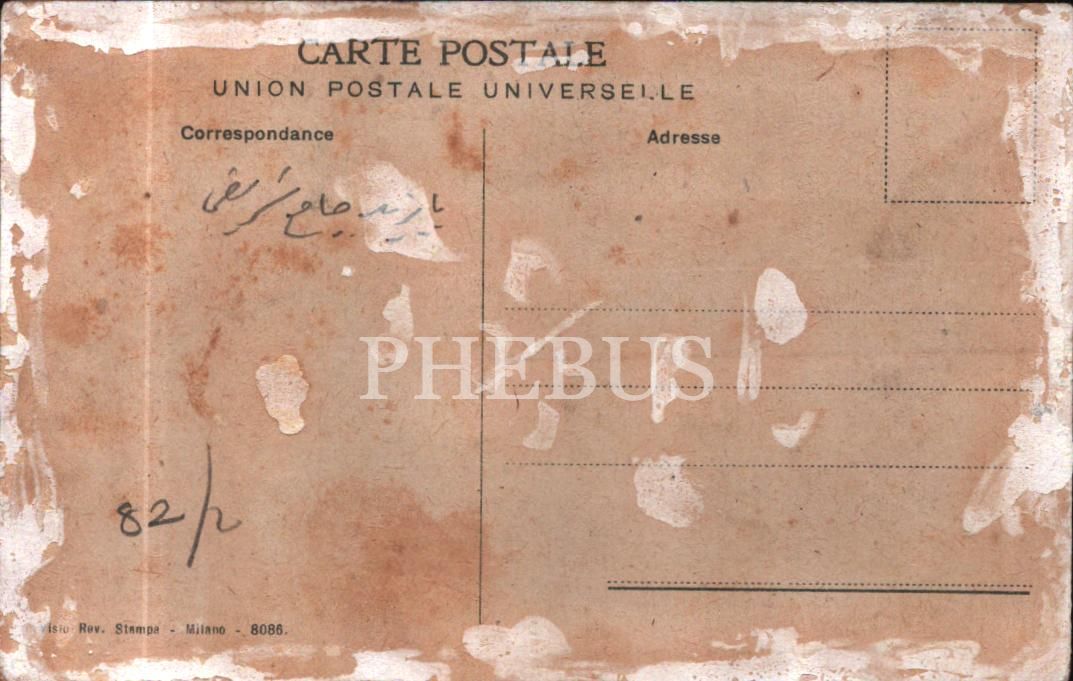 CARTE POSTALE
UNION POSTALE UNIVERSELLE
Correspondance
Adresse
بايزيد جامع شريفى
PHEBUS
82/2
Rev. Stampa - Milano - 8086.